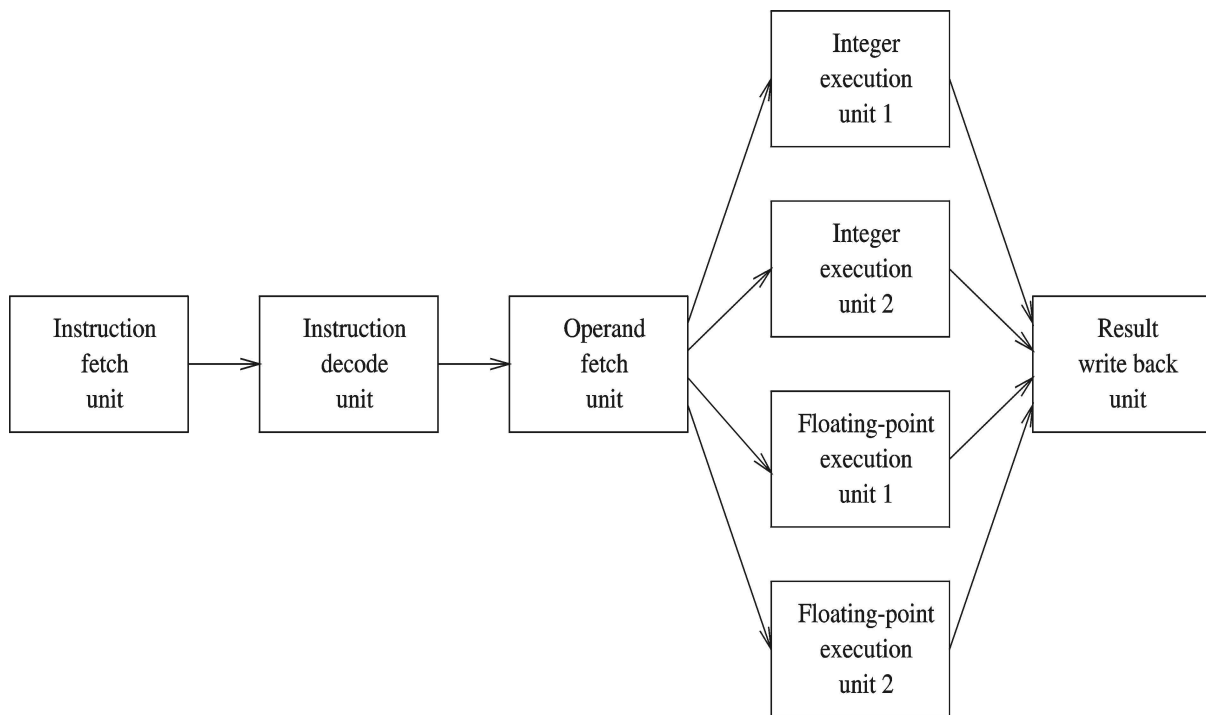 Integer
execution
unit 1
Integer
execution
unit 2
Instruction
fetch
unit
Instruction
decode
unit
Operand
fetch
unit
Result
write back
unit
Floating-point
execution
unit 1
Floating-point
execution
unit 2